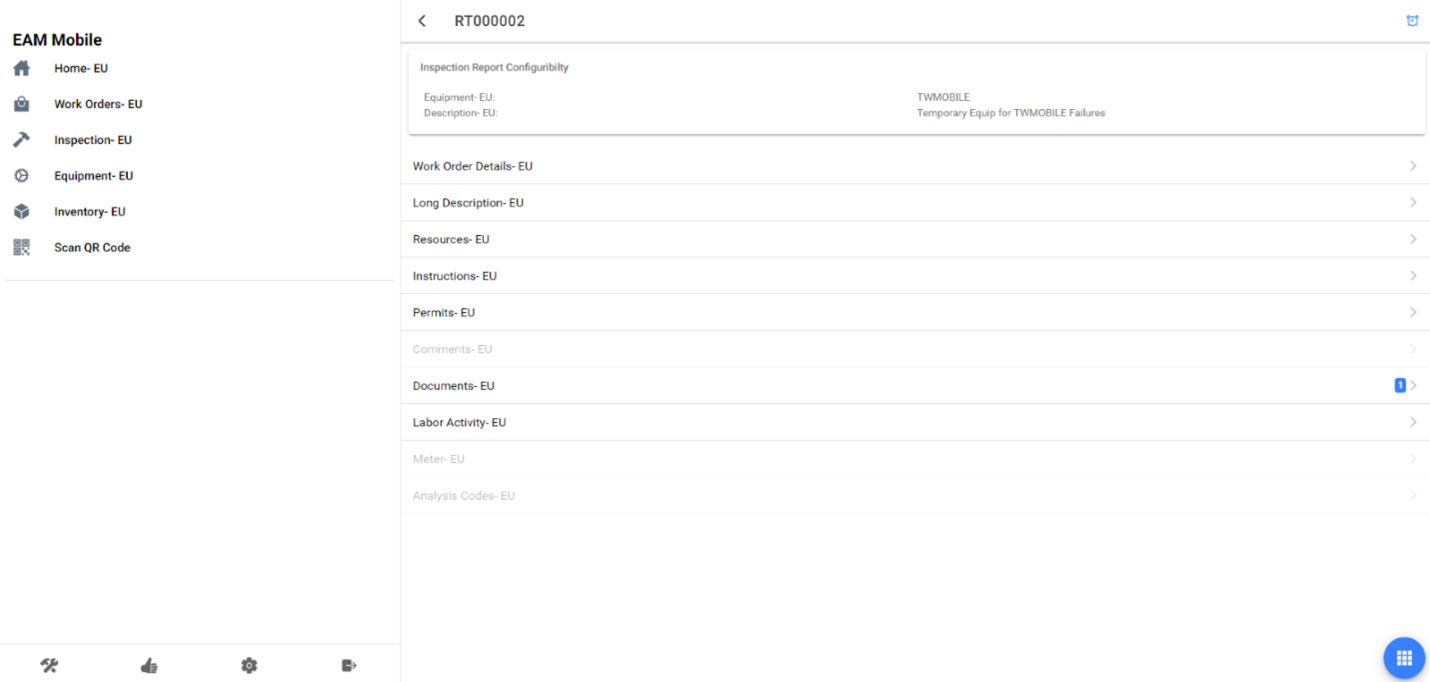 EAM Mobile
Home- EU
Work Orders- EU
Inspection- EU
Equipment- EU
Inventory- EU
Scan QR Code
RT000002
Inspection Report Configuribilty
Equipment- EU: TWMOBILE
Description- EU: Temporary Equip for TWMOBILE Failures
Work Order Details- EU
Long Description- EU
Resources- EU
Instructions- EU
Permits- EU
Comments- EU
Documents- EU 1
Labor Activity- EU
Meter- EU
Analysis Codes- EU